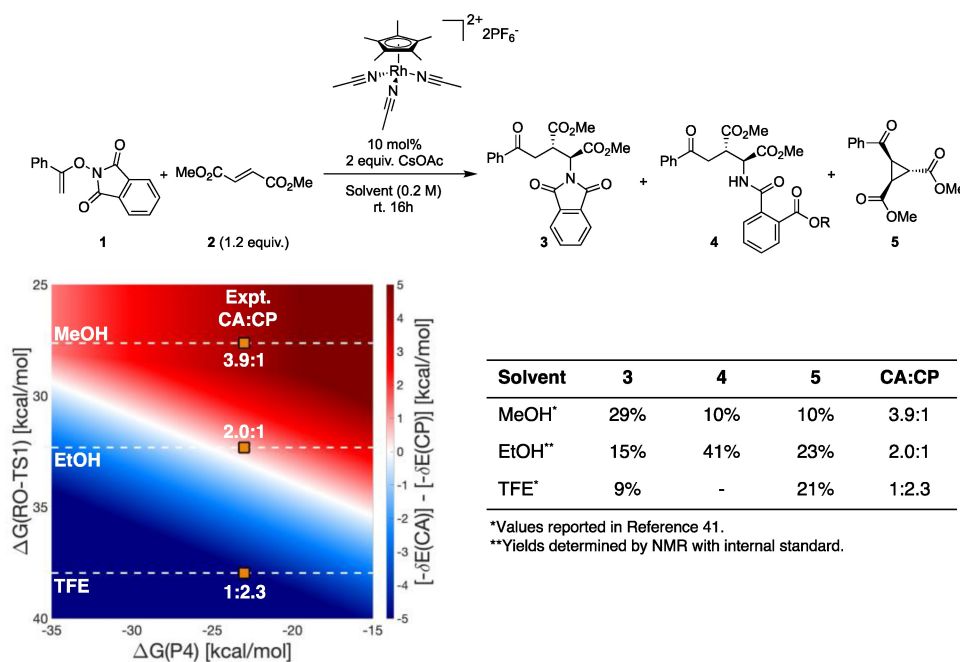 2+
2PF6-
Rh
N
N
N
10 mol%
2 equiv. CsOAc
Solvent (0.2 M)
rt. 16h
Ph
O
N
O
O
1
+
MeO2C
CO2Me
2 (1.2 equiv.)
O
CO2Me
Ph
CO2Me
N
O
O
3
+
O
CO2Me
Ph
CO2Me
HN
O
O
OR
4
+
O
Ph
O
OMe
O
OMe
5
25
30
35
40
ΔG(RO-TS1) [kcal/mol]
MeOH
EtOH
TFE
Expt.
CA:CP
3.9:1
2.0:1
1:2.3
-35
-30
-25
-20
-15
ΔG(P4) [kcal/mol]
5
4
3
2
1
0
-1
-2
-3
-4
-5
[-δE(CA)] - [-δE(CP)] [kcal/mol]
Solvent 3 4 5 CA:CP
MeOH* 29% 10% 10% 3.9:1
EtOH** 15% 41% 23% 2.0:1
TFE* 9% - 21% 1:2.3
*Values reported in Reference 41.
**Yields determined by NMR with internal standard.